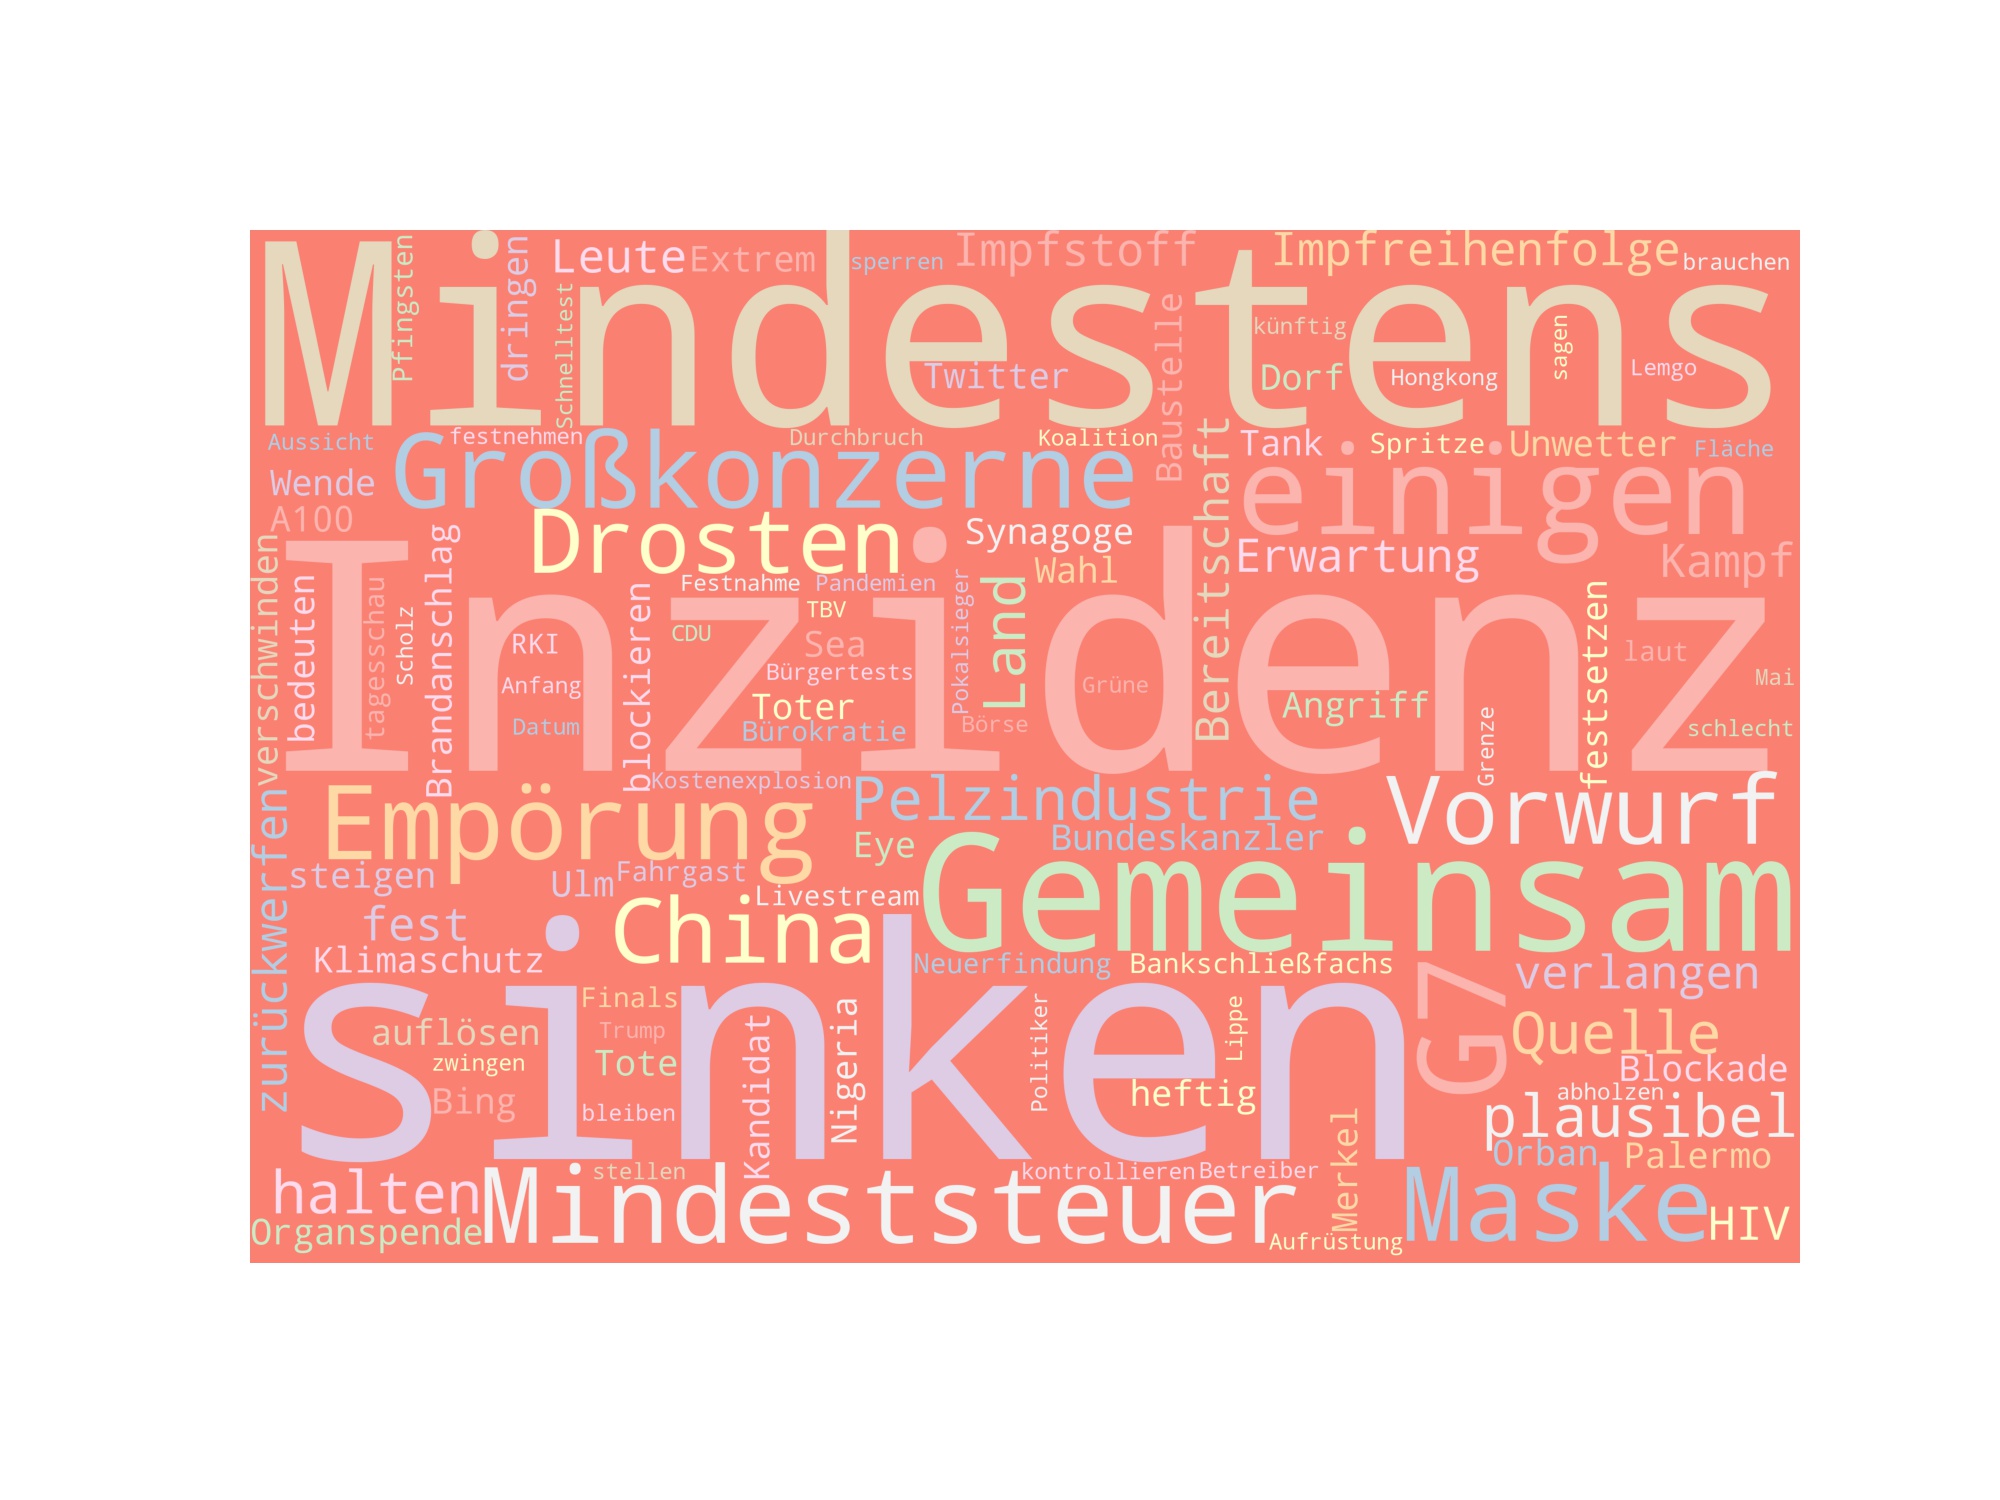 Mindestens
Pfingsten
dringen
Leute
Extrem
sperren
Impfstoff
Impfreihenfolge
brauchen
Schnelltest
Twitter
Baustelle
künftig
Dorf
Hongkong
sagen
Lemgo
Aussicht
festnehmen
Durchbruch
Koalition
Tank
Spritze
Unwetter
Fläche
Wende
Großkonzerne
einigen
A100
Drosten
Synagoge
Bereitschaft
Erwartung
Kampf
Wahl
Inzidenz
verschwinden
bedeuten
tagesschau
Scholz
Brandanschlag
RKI
Anfang
Datum
blockieren
Festnahme
Pandemien
TBV
CDU
Sea
Bürgertests
Toter
Bürokratie
Pokalsieger
Börse
Land
Grüne
Angriff
festsetzen
laut
Mai
Grenze
schlecht
Kostenexplosion
Empörung
Pelzindustrie
Vorwurf
Eye
Bundeskanzler
zurückwerfen
steigen
Ulm
Fahrgast
Livestream
Gemeinsam
fest
China
Klimaschutz
Neuerfindung
Bankschließfachs
G7
verlangen
sinken
Finals
auflösen
Trump
zwingen
Tote
Bing
bleiben
Kandidat
Nigeria
Politiker
Lippe
heftig
Quelle
Blockade
abholzen
plausibel
Orban
Palermo
Merkel
halten
stellen
kontrollieren
Betreiber
Mindeststeuer
Maske
HIV
Organspende
Aufrüstung